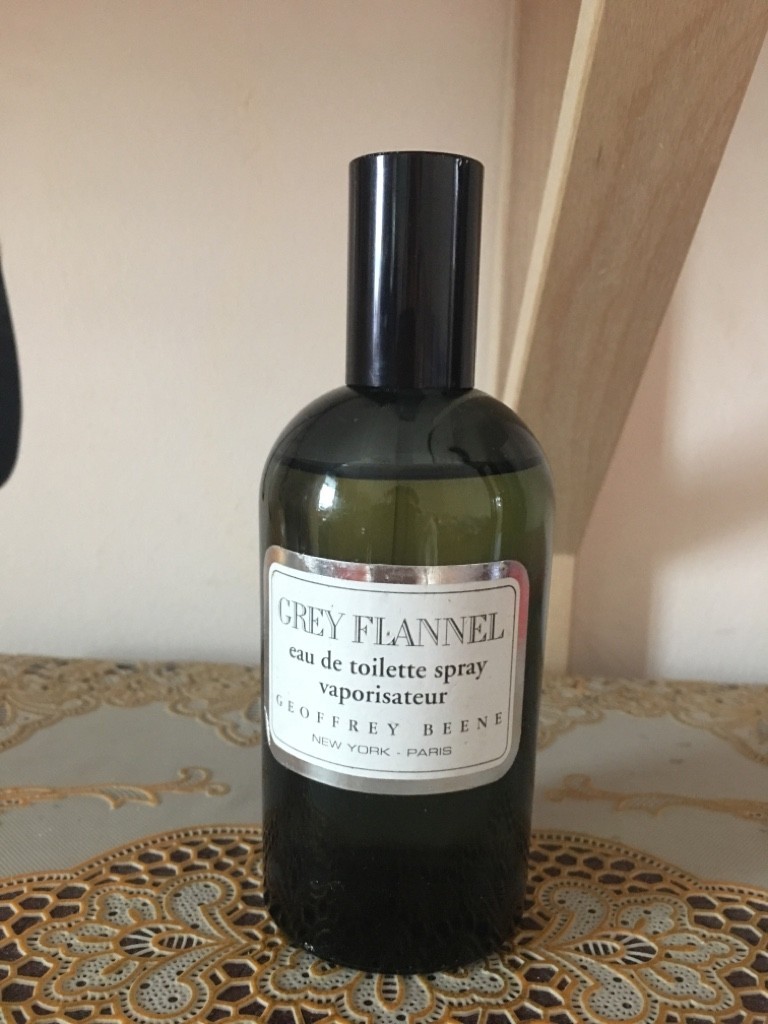 GREY FLANNEL
eau de toilette spray
vaporisateur
GEOFFREY BEENE
NEW YORK - PARIS